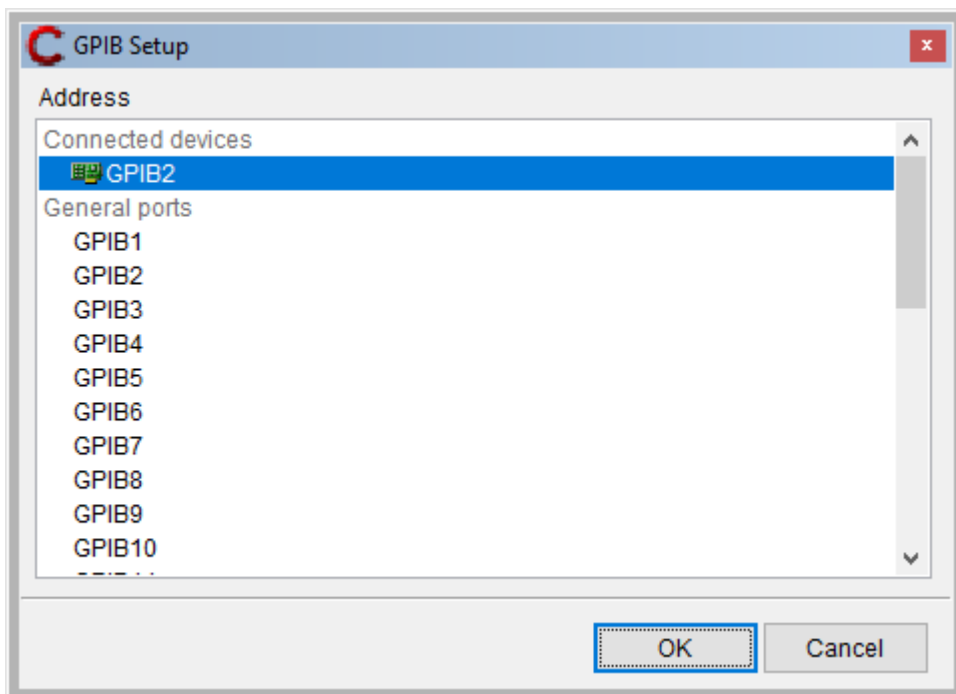 GPIB Setup
Address
Connected devices
GPIB2
General ports
GPIB1
GPIB2
GPIB3
GPIB4
GPIB5
GPIB6
GPIB7
GPIB8
GPIB9
GPIB10
OK Cancel